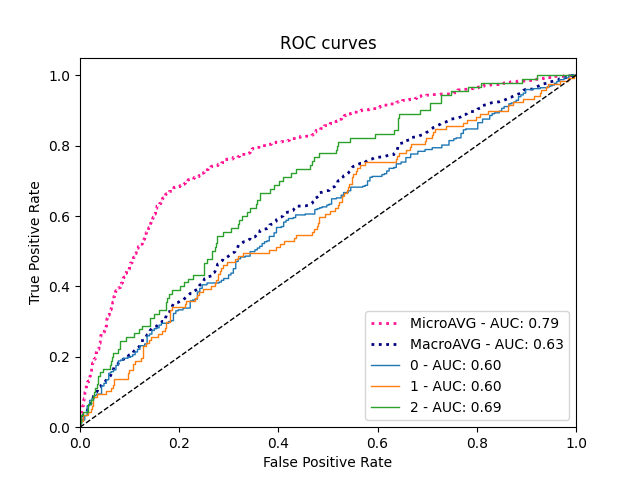 ROC curves
True Positive Rate
1.0
0.8
0.6
0.4
0.2
0.0
MicroAVG - AUC: 0.79
MacroAVG - AUC: 0.63
0 - AUC: 0.60
1 - AUC: 0.60
2 - AUC: 0.69
0.0 0.2 0.4 0.6 0.8 1.0
False Positive Rate